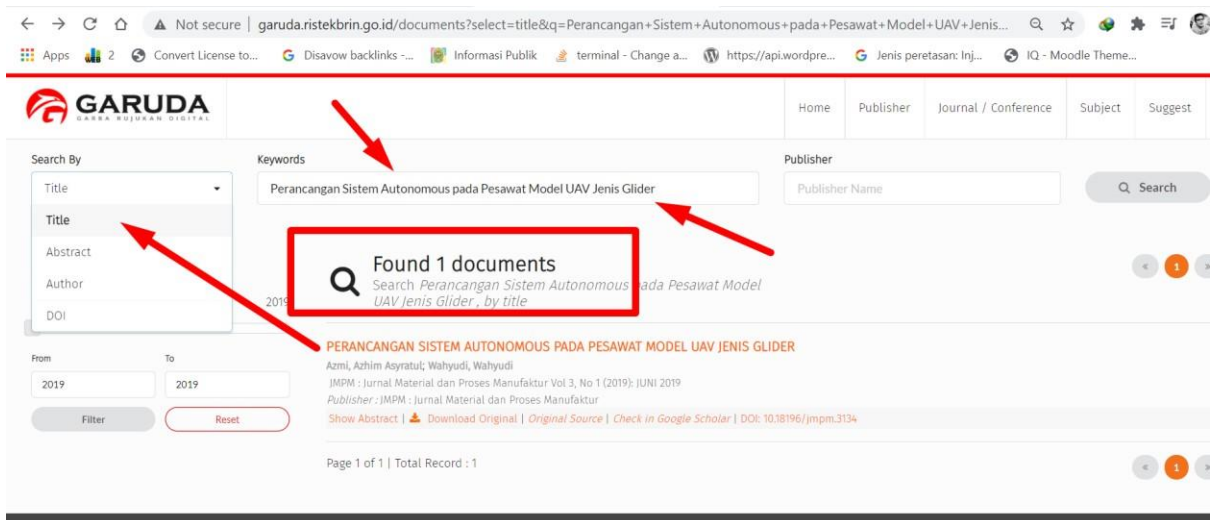 Not secure | garuda.ristekbrin.go.id/documents?select=title&q=Perancangan+Sistem+Autonomous+pada+Pesawat+Model+UAV+Jenis...
Apps 2 Convert License to... Disavow backlinks -... Informasi Publik terminal - Change a... https://api.wordpre... Jenis peretasan: Inj... IQ - Moodle Theme...
GARUDA
GARBA RUJUKAN DIGITAL
Home Publisher Journal / Conference Subject Suggest
Search By Keywords Publisher
Title Perancangan Sistem Autonomous pada Pesawat Model UAV Jenis Glider Publisher Name Search
Title
Abstract
Author
DOI
Found 1 documents
Search Perancangan Sistem Autonomous pada Pesawat Model
UAV Jenis Glider , by title
« 1 »
2019
From To
2019 2019
Filter Reset
PERANCANGAN SISTEM AUTONOMOUS PADA PESAWAT MODEL UAV JENIS GLIDER
Azmi, Azhim Asyratul; Wahyudi, Wahyudi
JMPM : Jurnal Material dan Proses Manufaktur Vol 3, No 1 (2019): JUNI 2019
Publisher : JMPM : Jurnal Material dan Proses Manufaktur
Show Abstract | Download Original | Original Source | Check in Google Scholar | DOI: 10.18196/jmpm.3134
Page 1 of 1 | Total Record : 1
« 1 »